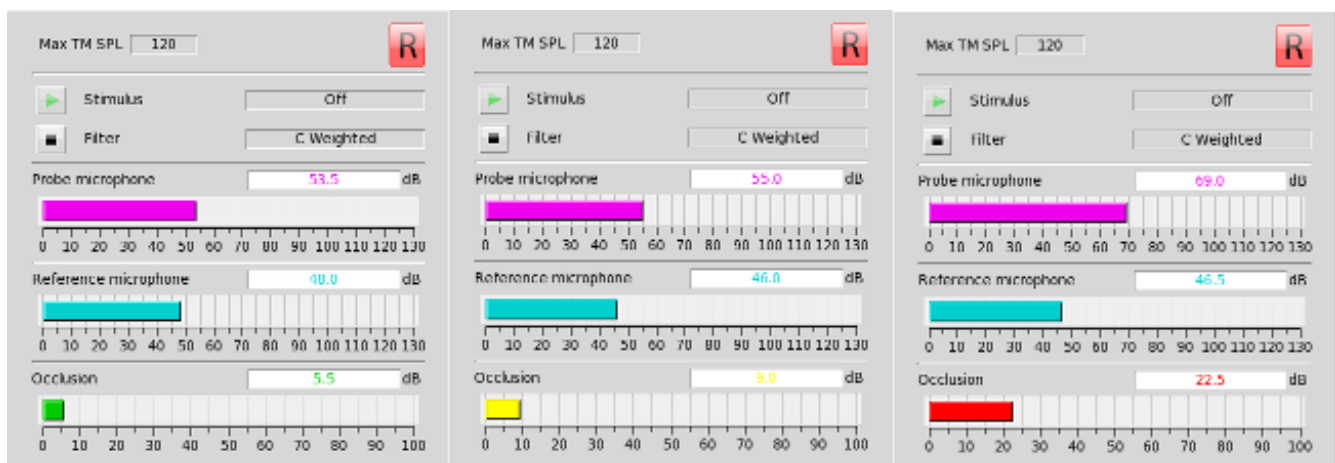 Max TM SPL 120 R
Stimulus Off
Filter C Weighted
Probe microphone 53.5 dB
0 10 20 30 40 50 60 70 80 90 100 110 120 130
Reference microphone 48.0 dB
0 10 20 30 40 50 60 70 80 90 100 110 120 130
Occlusion 5.5 dB
0 10 20 30 40 50 60 70 80 90 100
Max TM SPL 120 R
Stimulus Off
Filter C Weighted
Probe microphone 55.0 dB
0 10 20 30 40 50 60 70 80 90 100 110 120 130
Reference microphone 46.0 dB
0 10 20 30 40 50 60 70 80 90 100 110 120 130
Occlusion 9.0 dB
0 10 20 30 40 50 60 70 80 90 100
Max TM SPL 120 R
Stimulus Off
Filter C Weighted
Probe microphone 69.0 dB
0 10 20 30 40 50 60 70 80 90 100 110 120 130
Reference microphone 46.5 dB
0 10 20 30 40 50 60 70 80 90 100 110 120 130
Occlusion 22.5 dB
0 10 20 30 40 50 60 70 80 90 100